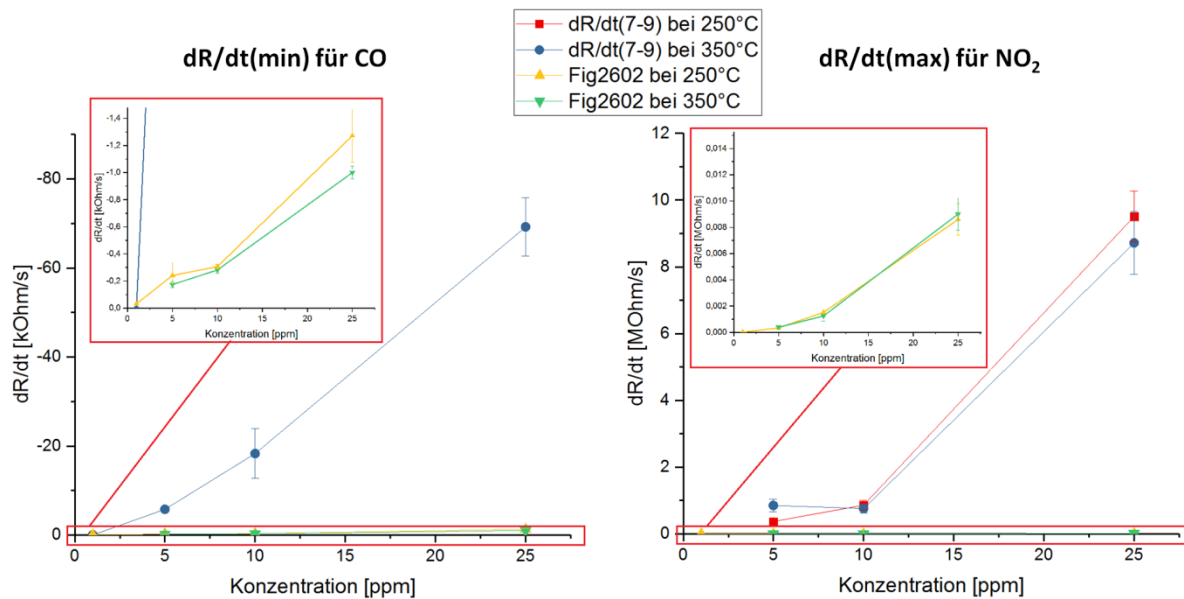 dR/dt(7-9) bei 250°C
dR/dt(7-9) bei 350°C
Fig2602 bei 250°C
Fig2602 bei 350°C
dR/dt(min) für CO
dR/dt [kOhm/s]
-80
-60
-40
-20
0
0 5 10 15 20 25
Konzentration [ppm]
dR/dt [kOhm/s]
-1,4
-1,2
-1,0
-0,8
-0,6
-0,4
-0,2
0,0
0 5 10 15 20 25
Konzentration [ppm]
dR/dt(max) für NO₂
dR/dt [MOhm/s]
12
10
8
6
4
2
0
0 5 10 15 20 25
Konzentration [ppm]
dR/dt [MOhm/s]
0,014
0,012
0,010
0,008
0,006
0,004
0,002
0,000
0 5 10 15 20 25
Konzentration [ppm]